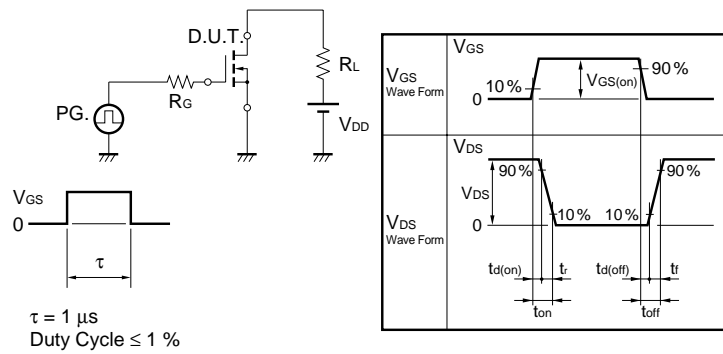 D.U.T.
RL
RG
PG.
VDD
VGS
0
τ
τ = 1 μs
Duty Cycle ≤ 1 %
VGS
Wave Form
VGS
10 %
0
VGS(on)
90 %
VDS
Wave Form
VDS
90 %
VDS
90 %
10 %
10 %
0
td(on)
tr
td(off)
tf
ton
toff